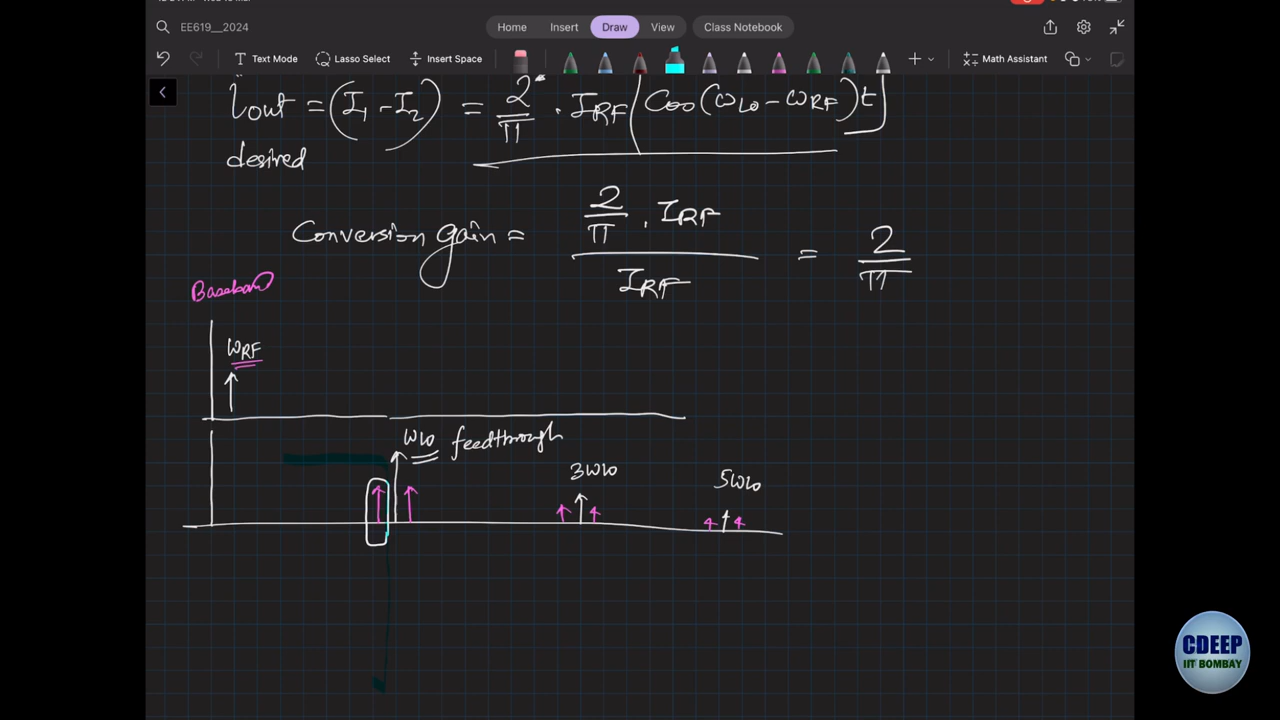 EE619__2024
Home Insert Draw View Class Notebook
Text Mode Lasso Select Insert Space Math Assistant
iout = (I1 - I2) = 2/π · IRF (Cos(ωLO - ωRF)t]
desired
Conversion gain = 2/π . IRF / IRF = 2/π
Baseband
ωRF
ωLO feedthrough
3ωLO
5ωLO
CDEEP
IIT BOMBAY